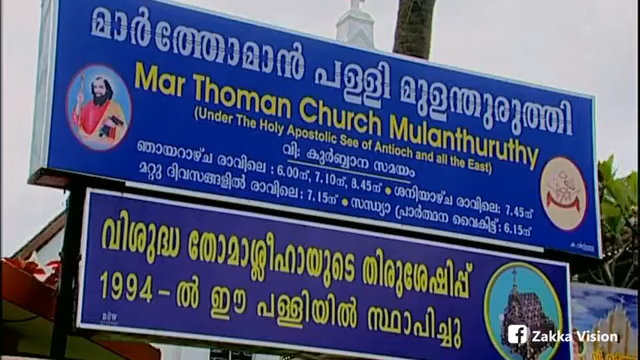 മാർത്തോമാൻ പള്ളി മുളന്തുരുത്തി
Mar Thoman Church Mulanthuruthy
(Under The Holy Apostolic See of Antioch and all the East)
വി: കുർബ്ബാന സമയം
ഞായറാഴ്ച രാവിലെ : 6.00ന്, 7.10ന്, 8.45ന് • ശനിയാഴ്ച രാവിലെ: 7.45ന്
മറ്റു ദിവസങ്ങളിൽ രാവിലെ: 7.15ന് • സന്ധ്യാ പ്രാർത്ഥന വൈകിട്ട്: 6.15ന്
വിശുദ്ധ തോമാശ്ലീഹായുടെ തിരുശേഷിപ്പ്
1994 - ൽ ഈ പള്ളിയിൽ സ്ഥാപിച്ചു
Zakka Vision